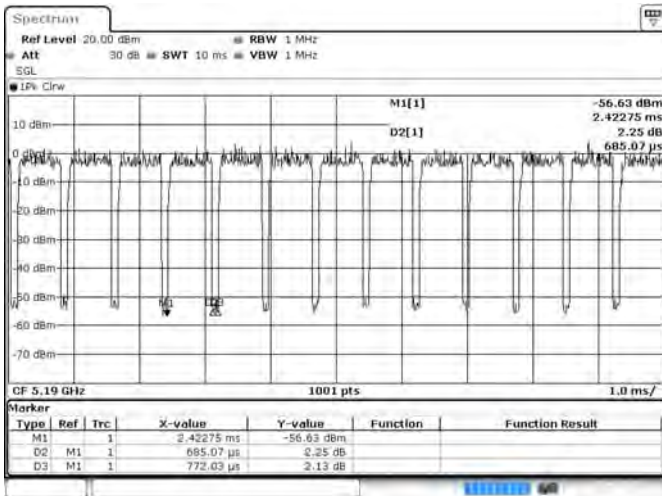 Spectrum
Ref Level 20.00 dBm RBW 1 MHz
Att 30 dB SWT 10 ms VBW 1 MHz
SGL
1Pk Clrw
M1[1] -56.63 dBm
2.42275 ms
D2[1] 2.25 dB
685.07 µs
10 dBm
0 dBm
-10 dBm
-20 dBm
-30 dBm
-40 dBm
-50 dBm
-60 dBm
-70 dBm
M1
CF 5.19 GHz 1001 pts 1.0 ms/
Marker
Type Ref Trc X-value Y-value Function Function Result
M1 1 2.42275 ms -56.63 dBm
D2 M1 1 685.07 µs 2.25 dB
D3 M1 1 772.03 µs 2.13 dB